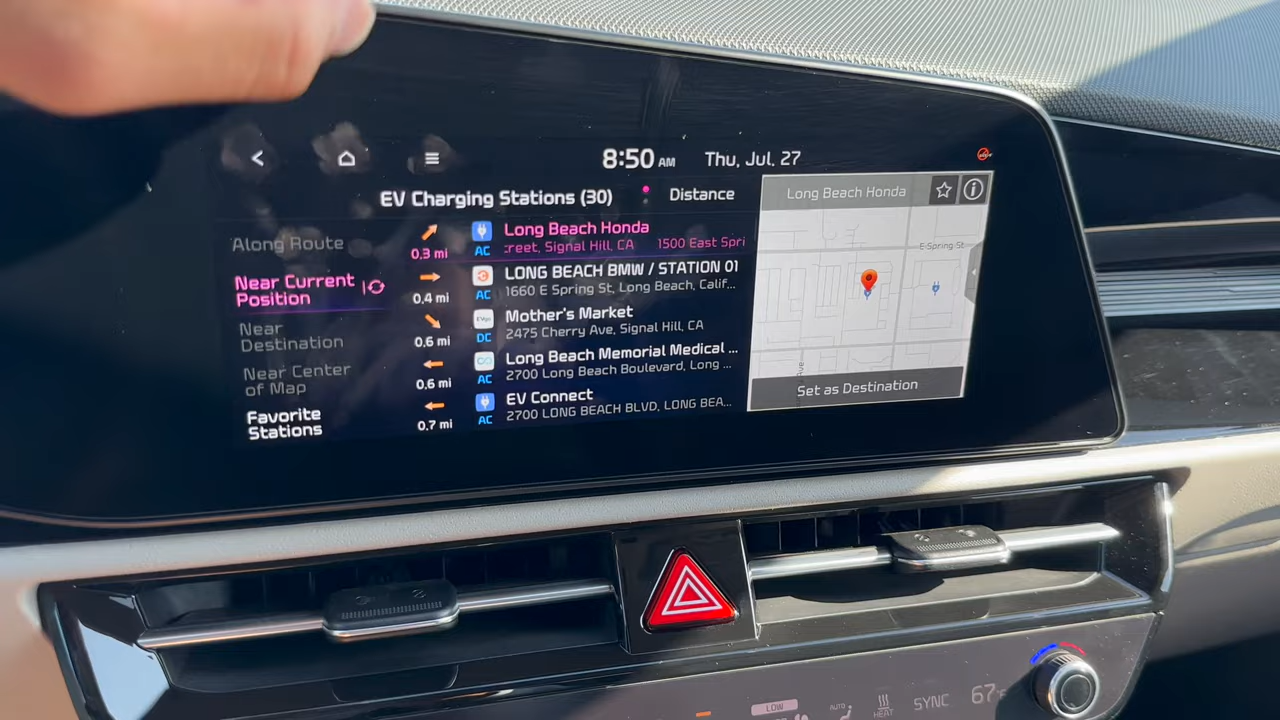 8:50 AM Thu, Jul, 27
EV Charging Stations (30) Distance
Along Route
Near Current
Position
Near
Destination
Near Center
of Map
Favorite
Stations
0.3 mi AC Long Beach Honda
reet, Signal Hill, CA 1500 East Spri
0.4 mi AC LONG BEACH BMW / STATION 01
1660 E Spring St, Long Beach, Calif...
0.6 mi DC Mother's Market
2475 Cherry Ave, Signal Hill, CA
0.6 mi AC Long Beach Memorial Medical ...
2700 Long Beach Boulevard, Long ...
0.7 mi AC EV Connect
2700 LONG BEACH BLVD, LONG BEA...
Long Beach Honda
E Spring St
Ave
Set as Destination
LOW
AUTO
HEAT
SYNC
67°F